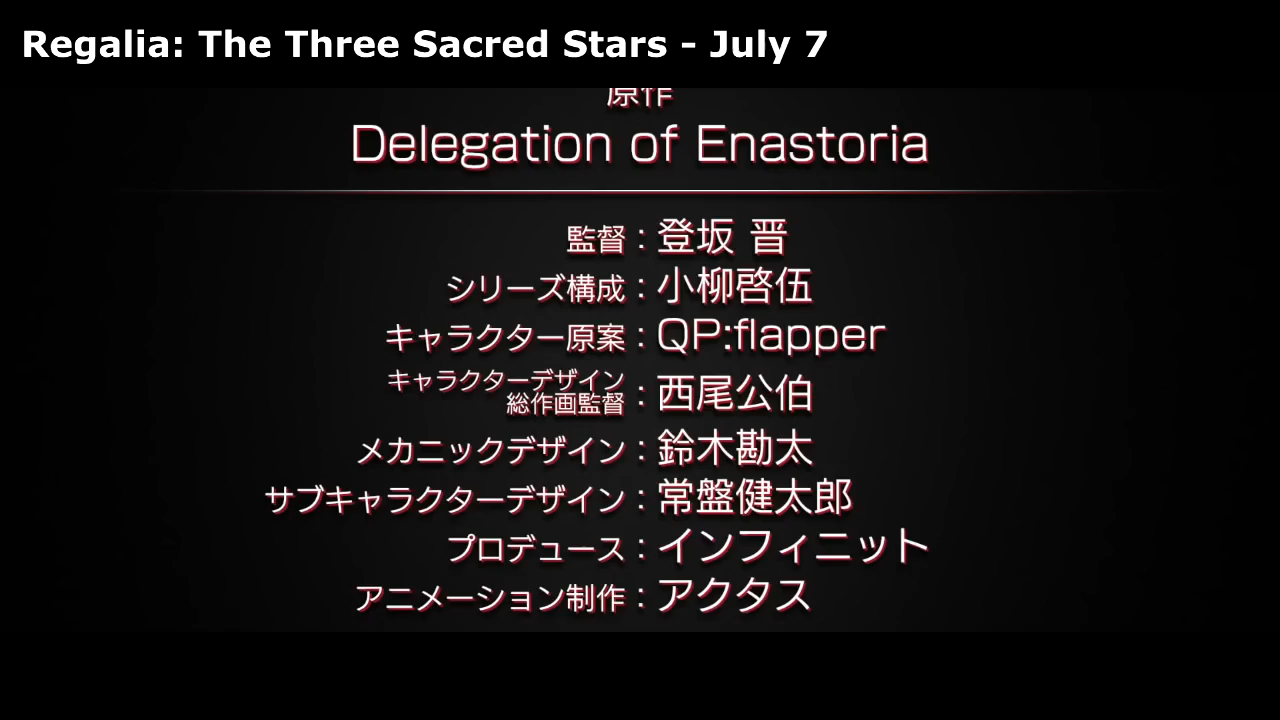 Regalia: The Three Sacred Stars - July 7
原作
Delegation of Enastoria
監督：登坂 晋
シリーズ構成：小柳啓伍
キャラクター原案：QP:flapper
キャラクターデザイン
総作画監督：西尾公伯
メカニックデザイン：鈴木勘太
サブキャラクターデザイン：常盤健太郎
プロデュース：インフィニット
アニメーション制作：アクタス